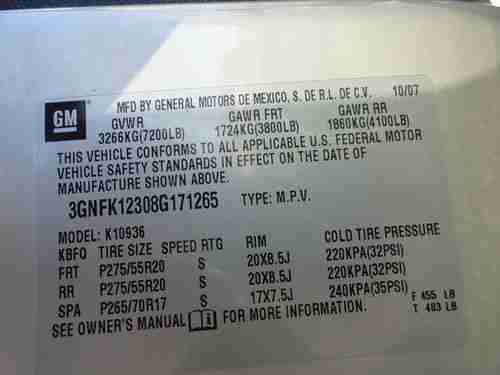 GM
MFD BY GENERAL MOTORS DE MEXICO, S. DE R.L. DE C.V. 10/07
GVWR GAWR FRT GAWR RR
3266KG(7200LB) 1724KG(3800LB) 1860KG(4100LB)
THIS VEHICLE CONFORMS TO ALL APPLICABLE U.S. FEDERAL MOTOR
VEHICLE SAFETY STANDARDS IN EFFECT ON THE DATE OF
MANUFACTURE SHOWN ABOVE.
3GNFK12308G171265 TYPE: M.P.V.
MODEL: K10936
KBFO TIRE SIZE SPEED RTG RIM COLD TIRE PRESSURE
FRT P275/55R20 S 20X8.5J 220KPA(32PSI)
RR P275/55R20 S 20X8.5J 220KPA(32PSI)
SPA P265/70R17 S 17X7.5J 240KPA(35PSI)
SEE OWNER'S MANUAL FOR MORE INFORMATION. F 455 LB
T 483 LB